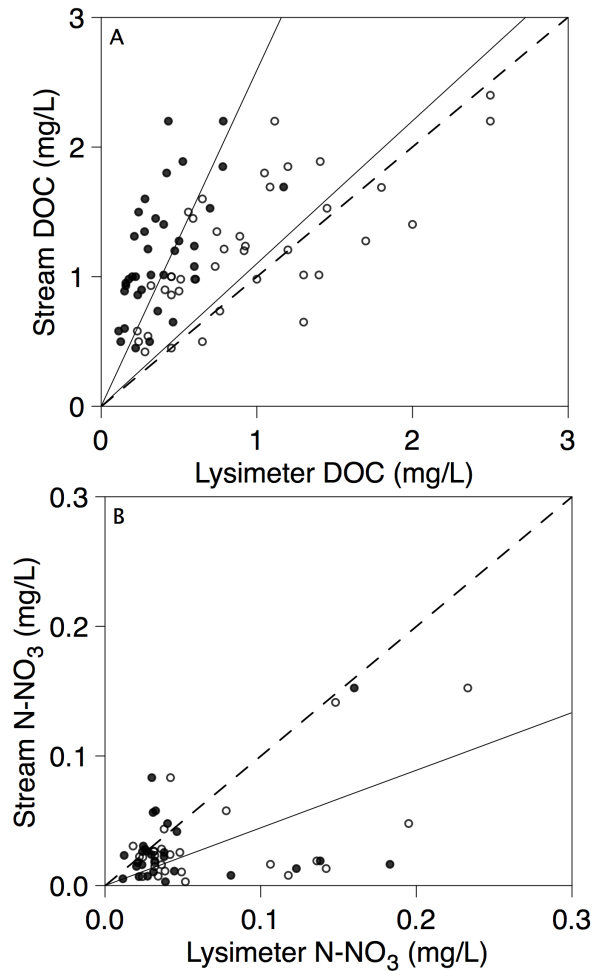 A
3
2
1
0
Stream DOC (mg/L)
0 1 2 3
Lysimeter DOC (mg/L)
B
0.3
0.2
0.1
0.0
Stream N-NO3 (mg/L)
0.0 0.1 0.2 0.3
Lysimeter N-NO3 (mg/L)